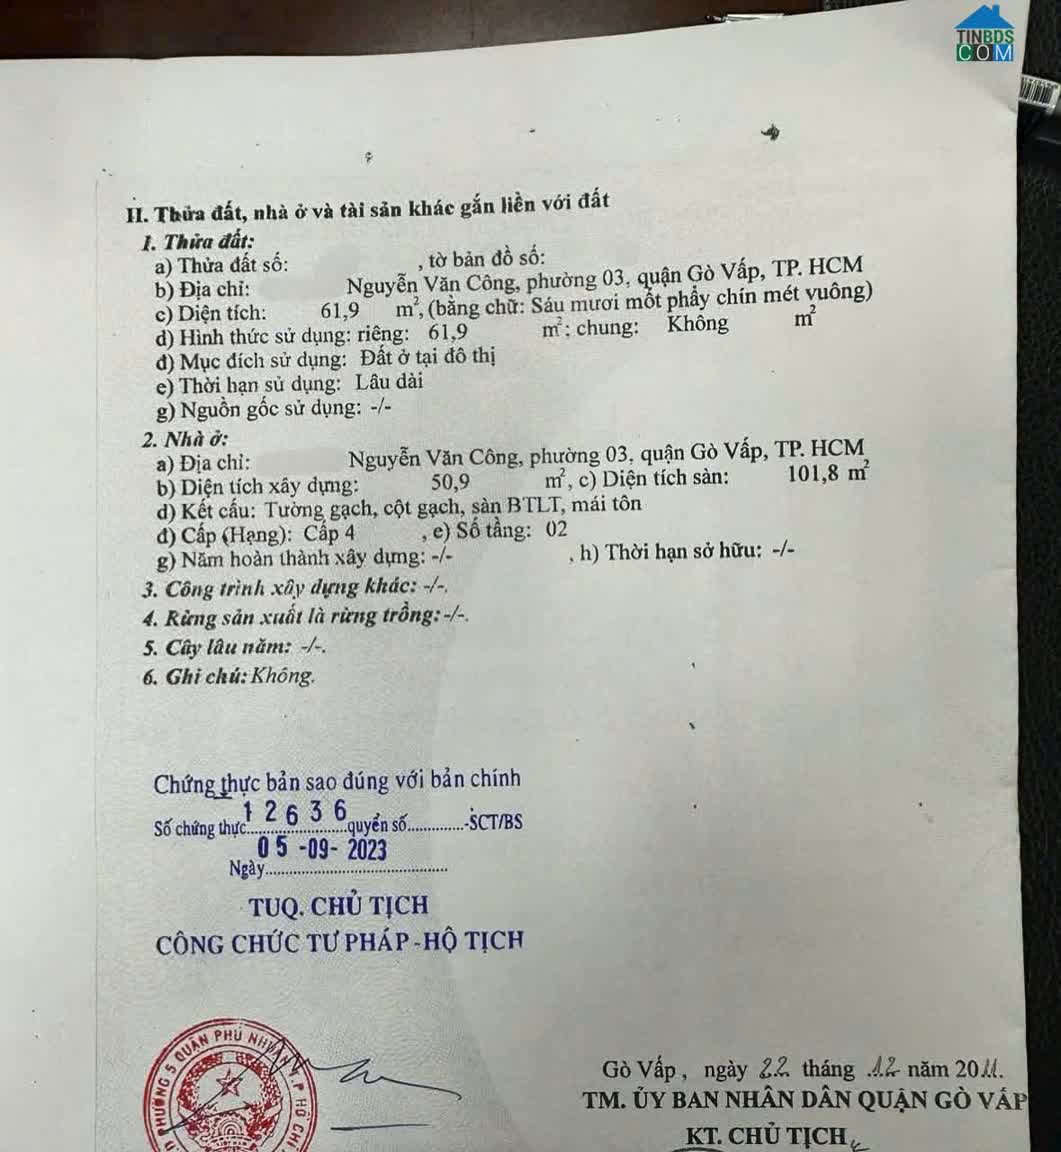 TINBDS
COM
II. Thửa đất, nhà ở và tài sản khác gắn liền với đất
1. Thửa đất:
a) Thửa đất số: , tờ bản đồ số:
b) Địa chỉ: Nguyễn Văn Công, phường 03, quận Gò Vấp, TP. HCM
c) Diện tích: 61,9 m², (bằng chữ: Sáu mươi mốt phẩy chín mét vuông)
d) Hình thức sử dụng: riêng: 61,9 m²; chung: Không m²
đ) Mục đích sử dụng: Đất ở tại đô thị
e) Thời hạn sử dụng: Lâu dài
g) Nguồn gốc sử dụng: -/-
2. Nhà ở:
a) Địa chỉ: Nguyễn Văn Công, phường 03, quận Gò Vấp, TP. HCM
b) Diện tích xây dựng: 50,9 m², c) Diện tích sàn: 101,8 m²
d) Kết cấu: Tường gạch, cột gạch, sàn BTLT, mái tôn
đ) Cấp (Hạng): Cấp 4 , e) Số tầng: 02
g) Năm hoàn thành xây dựng: -/- , h) Thời hạn sở hữu: -/-
3. Công trình xây dựng khác: -/-.
4. Rừng sản xuất là rừng trồng: -/-.
5. Cây lâu năm: -/-.
6. Ghi chú: Không.
Chứng thực bản sao đúng với bản chính
Số chứng thực 12636 quyển số.............-SCT/BS
Ngày 05-09-2023
TUQ. CHỦ TỊCH
CÔNG CHỨC TƯ PHÁP - HỘ TỊCH
PHƯỜNG 5 QUẬN PHÚ NHUẬN
Gò Vấp, ngày 22 tháng 12 năm 2011.
TM. ỦY BAN NHÂN DÂN QUẬN GÒ VẤP
KT. CHỦ TỊCH